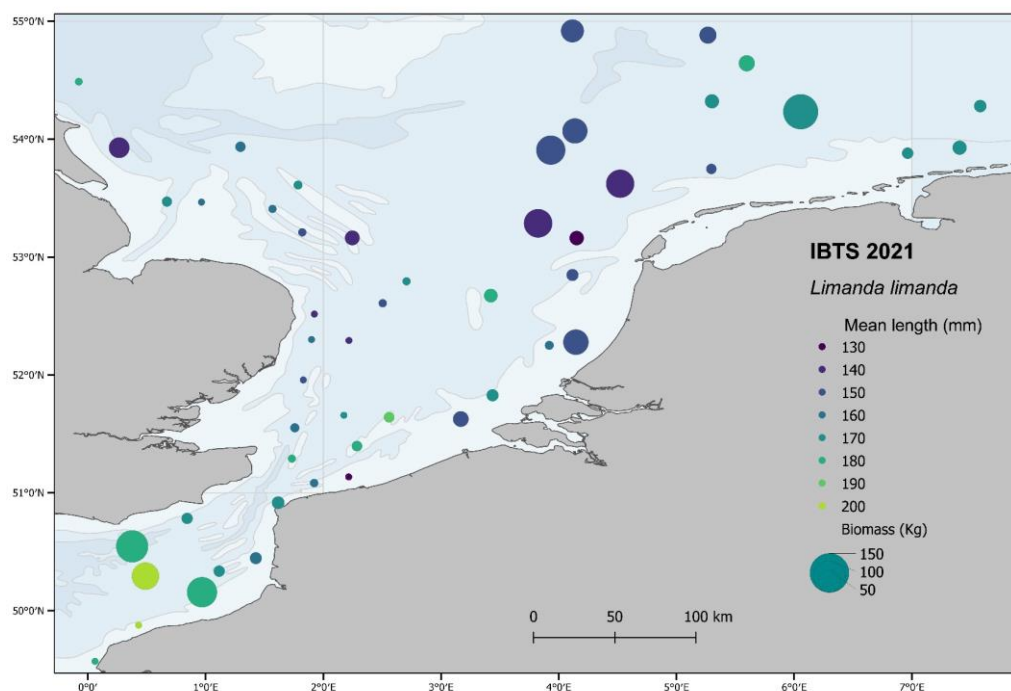 55°0'N
54°0'N
53°0'N
52°0'N
51°0'N
50°0'N
IBTS 2021
Limanda limanda
Mean length (mm)
130
140
150
160
170
180
190
200
Biomass (Kg)
150
100
50
0 50 100 km
0°0' 1°0'E 2°0'E 3°0'E 4°0'E 5°0'E 6°0'E 7°0'E